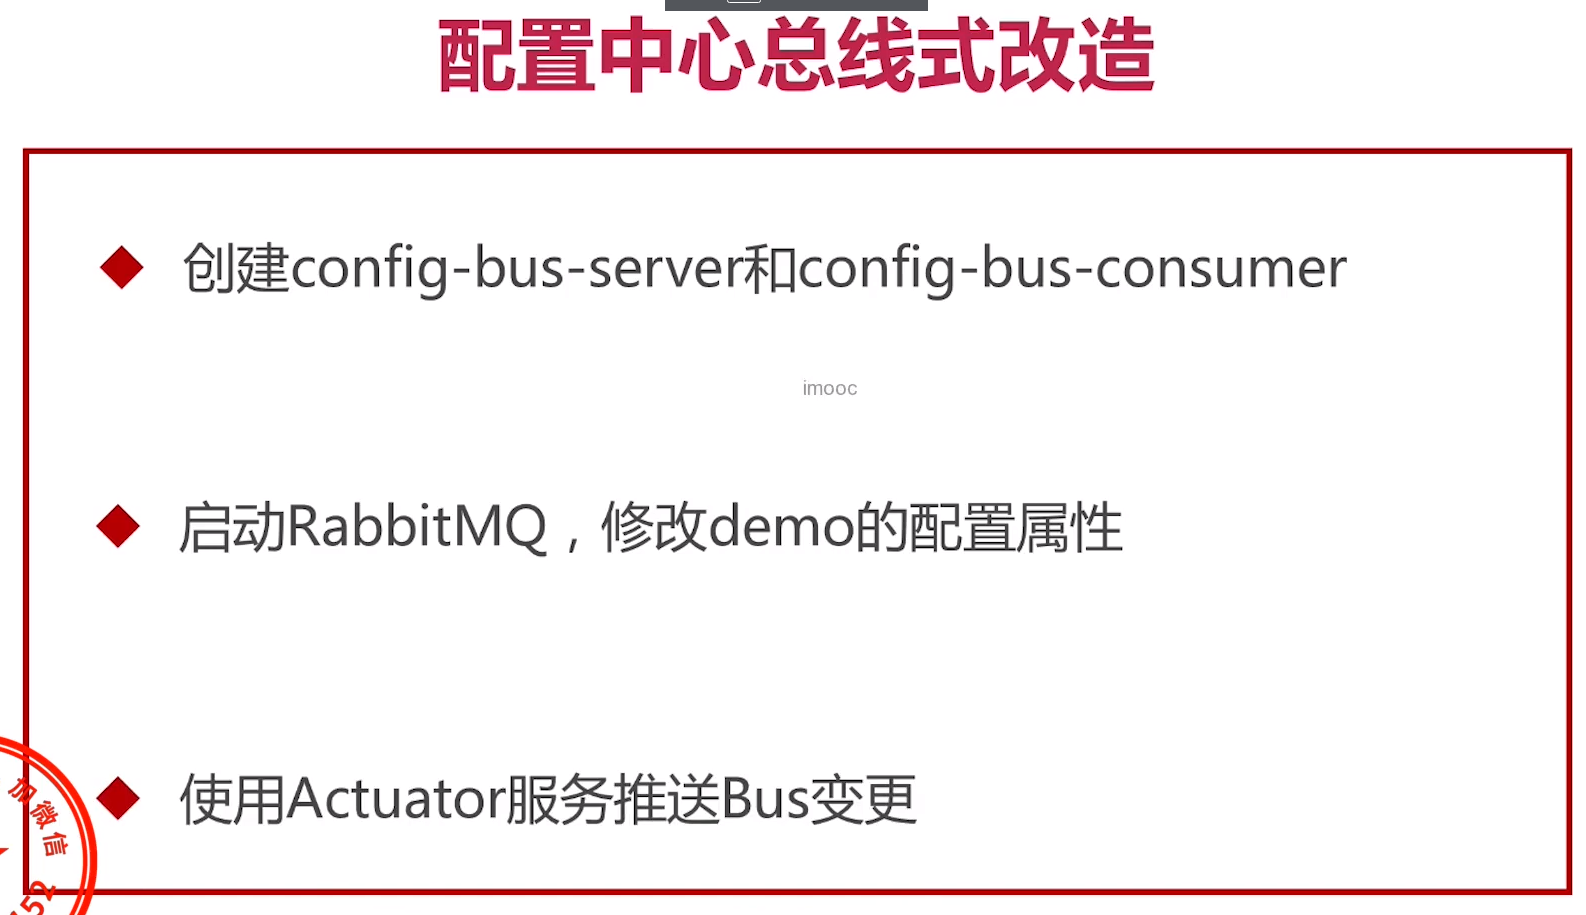 配置中心总线式改造
创建config-bus-server和config-bus-consumer
imooc
启动RabbitMQ，修改demo的配置属性
使用Actuator服务推送Bus变更
加微信
152